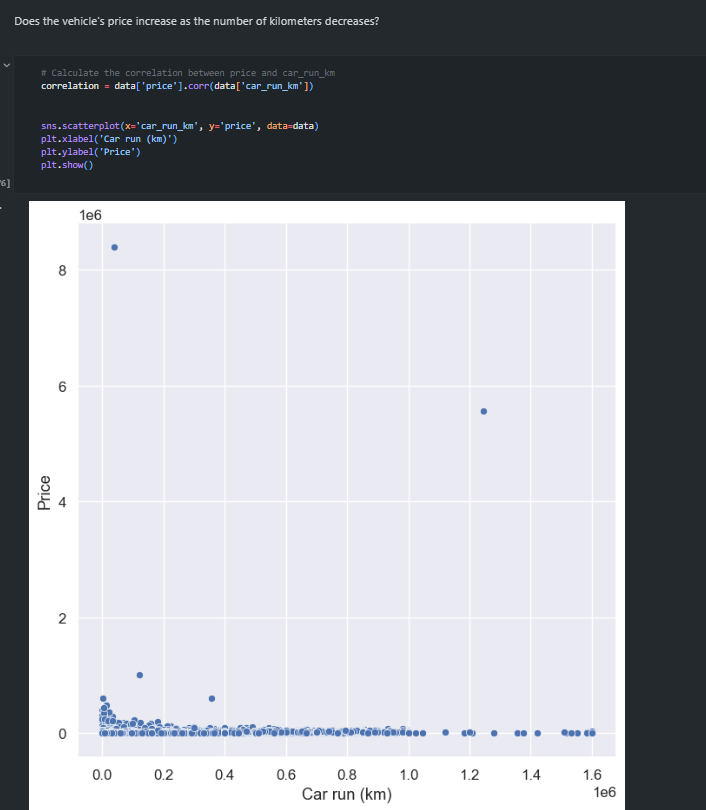 Does the vehicle's price increase as the number of kilometers decreases?
# Calculate the correlation between price and car_run_km
correlation = data['price'].corr(data['car_run_km'])
sns.scatterplot(x='car_run_km', y='price', data=data)
plt.xlabel('Car run (km)')
plt.ylabel('Price')
plt.show()
6]
1e6
8
6
4
2
0
Price
0.0 0.2 0.4 0.6 0.8 1.0 1.2 1.4 1.6
1e6
Car run (km)